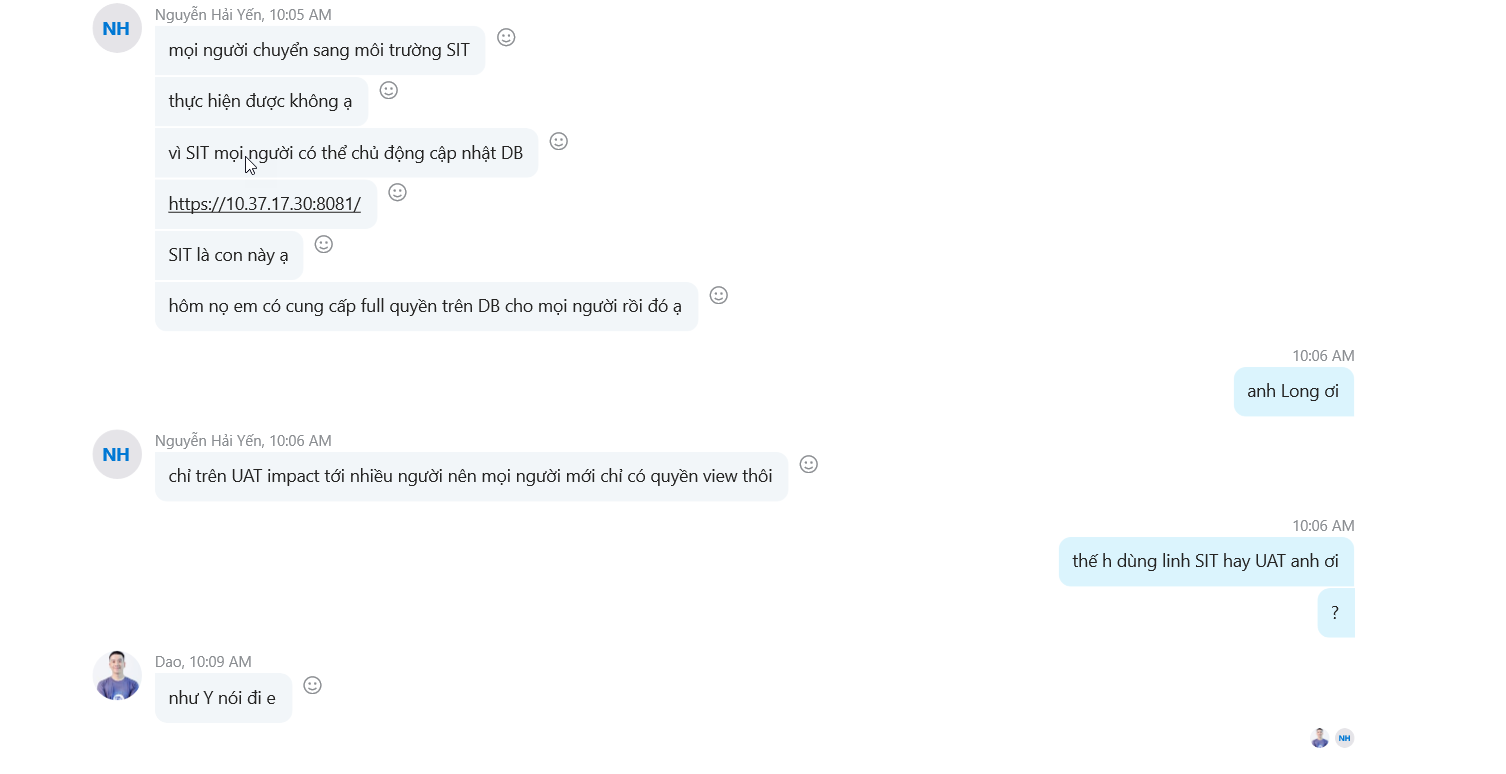 Nguyễn Hải Yến, 10:05 AM
NH
mọi người chuyển sang môi trường SIT
thực hiện được không ạ
vì SIT mọi người có thể chủ động cập nhật DB
https://10.37.17.30:8081/
SIT là con này ạ
hôm nọ em có cung cấp full quyền trên DB cho mọi người rồi đó ạ
10:06 AM
anh Long ơi
Nguyễn Hải Yến, 10:06 AM
NH
chỉ trên UAT impact tới nhiều người nên mọi người mới chỉ có quyền view thôi
10:06 AM
thế h dùng linh SIT hay UAT anh ơi
?
Dao, 10:09 AM
như Y nói đi e
NH